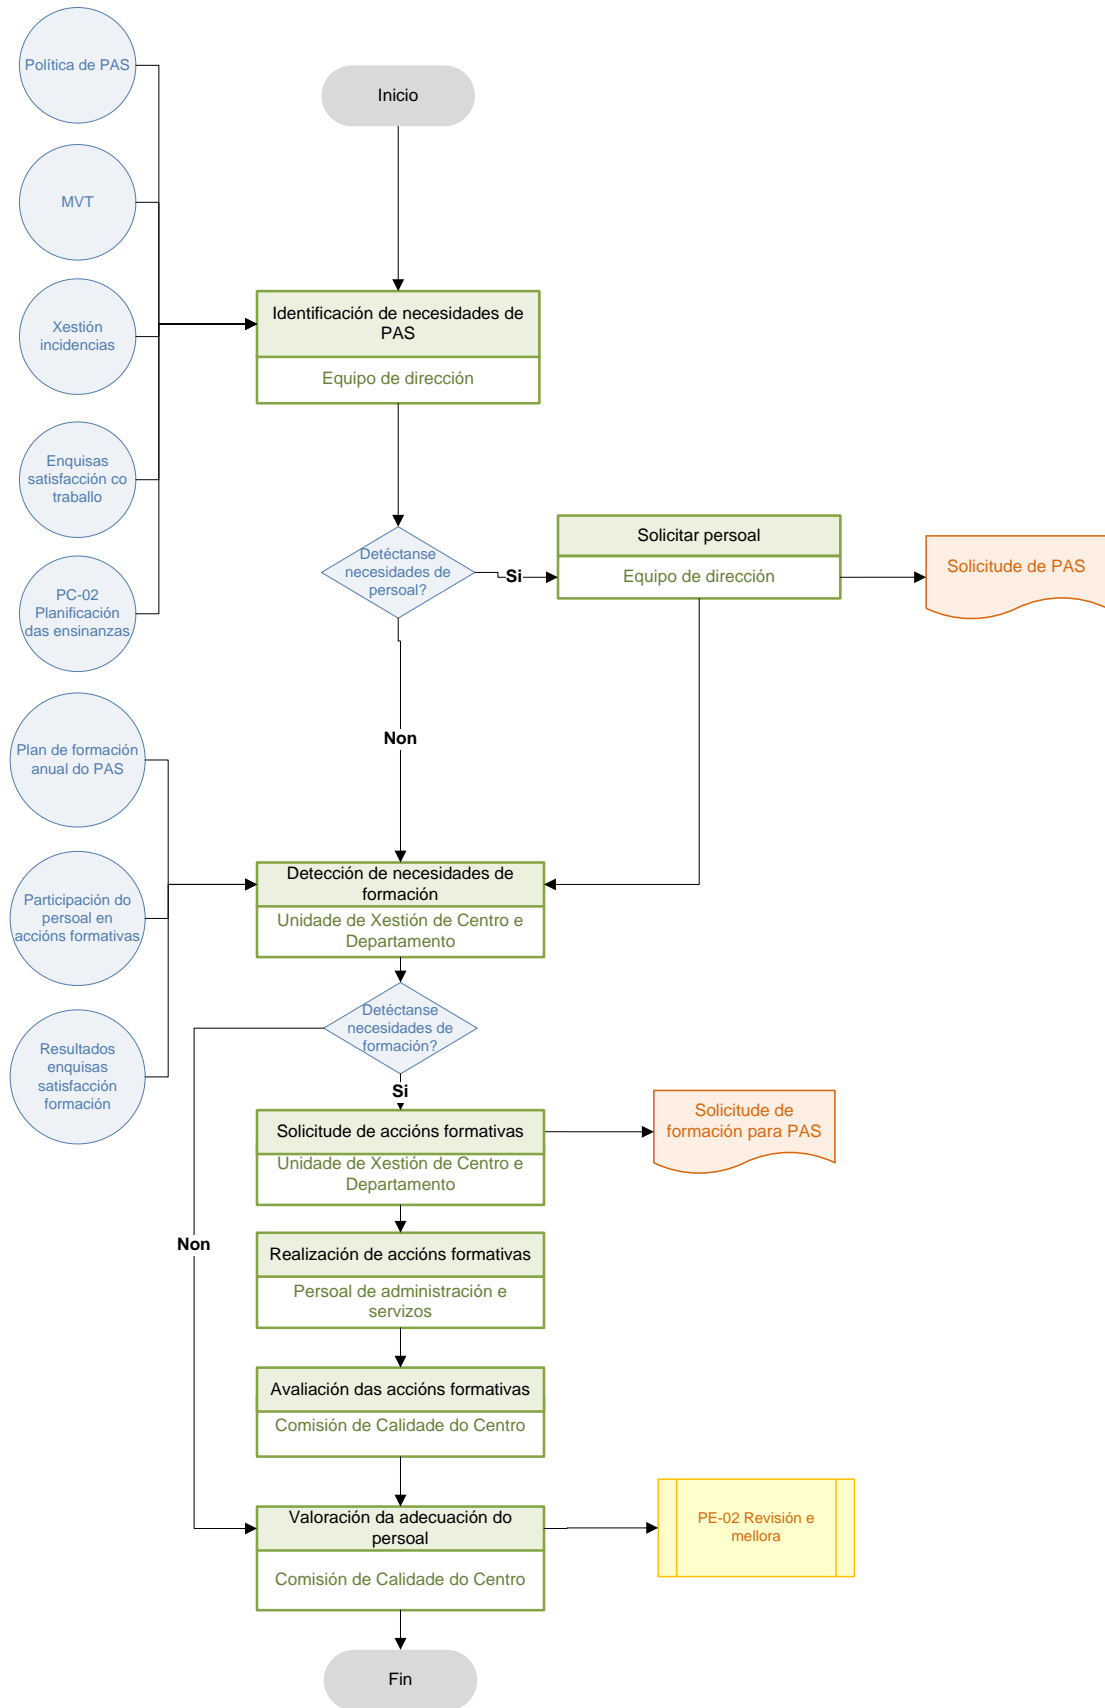 Política de PAS
Inicio
MVT
Xestión
incidencias
Identificación de necesidades de
PAS
Equipo de dirección
Enquisas
satisfacción co
traballo
PC-02
Planificación
das ensinanzas
Detéctanse
necesidades de
persoal?
Si
Solicitar persoal
Equipo de dirección
Solicitude de PAS
Non
Plan de formación
anual do PAS
Participación do
persoal en
accións formativas
Resultados
enquisas
satisfacción
formación
Detección de necesidades de
formación
Unidade de Xestión de Centro e
Departamento
Detéctanse
necesidades de
formación?
Si
Solicitude de accións formativas
Unidade de Xestión de Centro e
Departamento
Solicitude de
formación para PAS
Non
Realización de accións formativas
Persoal de administración e
servizos
Avaliación das accións formativas
Comisión de Calidade do Centro
Valoración da adecuación do
persoal
Comisión de Calidade do Centro
PE-02 Revisión e
mellora
Fin